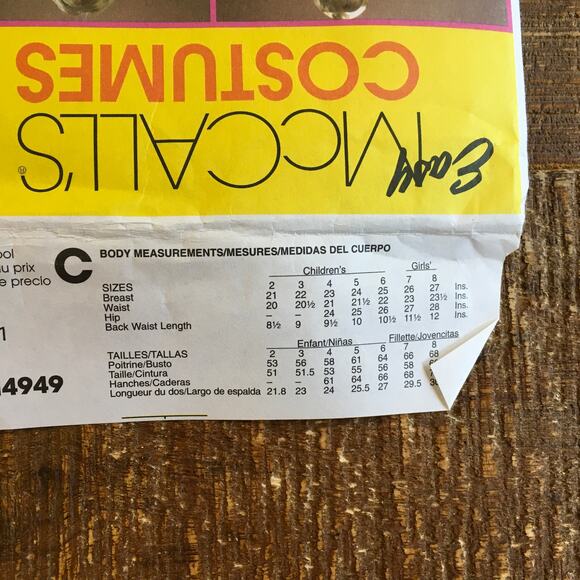 COSTUMES
Easy McCALL'S®
ool
au prix
e precio
C BODY MEASUREMENTS/MESURES/MEDIDAS DEL CUERPO
Children's Girls'
SIZES 2 3 4 5 6 7 8
Breast 21 22 23 24 25 26 27 Ins.
Waist 20 20½ 21 21½ 22 23 23½ Ins.
Hip – – 24 25 26 27 28 Ins.
Back Waist Length 8½ 9 9½ 10 10½ 11½ 12 Ins.
Enfant/Niñas Fillette/Jovencitas
TAILLES/TALLAS 2 3 4 5 6 7 8
Poitrine/Busto 53 56 58 61 64 66 68
Taille/Cintura 51 51.5 53 55 56 58
Hanches/Caderas – – 61 64 66 68
Longueur du dos/Largo de espalda 21.8 23 24 25.5 27 29.5
1
4949